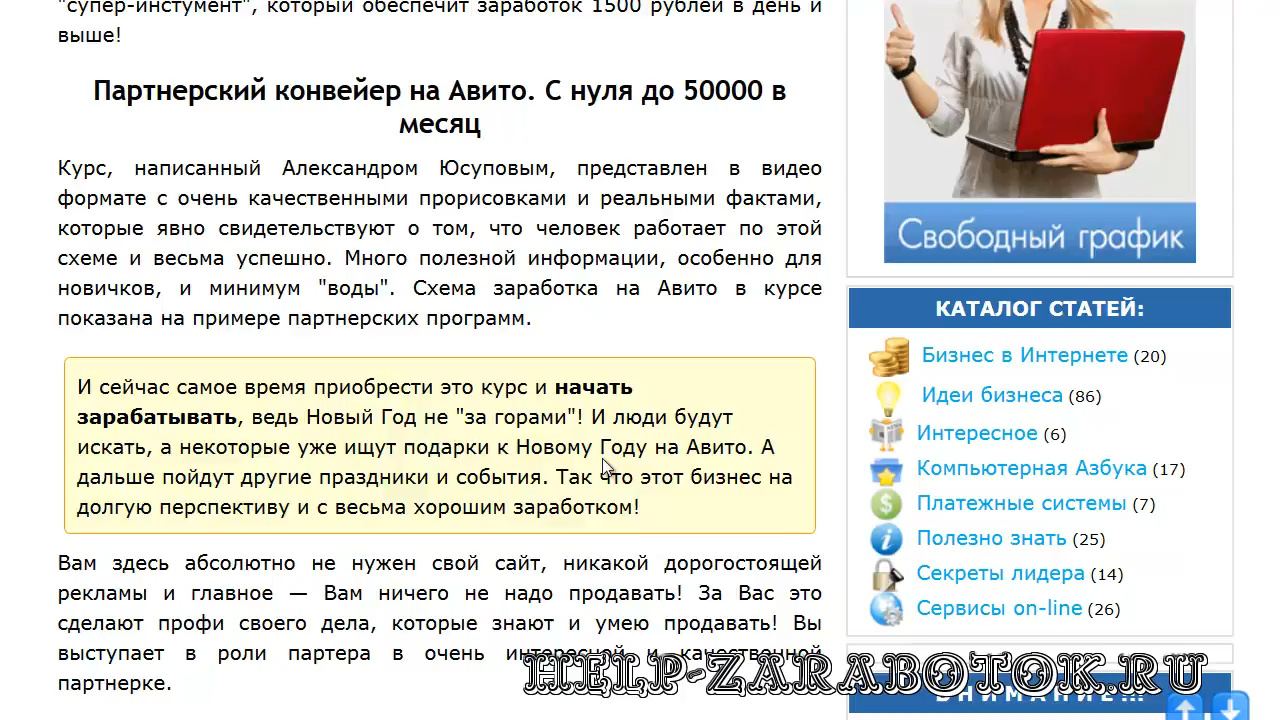 "супер-инстумент", который обеспечит заработок 1500 рублей в день и
выше!
Партнерский конвейер на Авито. С нуля до 50000 в
месяц
Курс, написанный Александром Юсуповым, представлен в видео
формате с очень качественными прорисовками и реальными фактами,
которые явно свидетельствуют о том, что человек работает по этой
схеме и весьма успешно. Много полезной информации, особенно для
новичков, и минимум "воды". Схема заработка на Авито в курсе
показана на примере партнерских программ.
И сейчас самое время приобрести это курс и начать
зарабатывать, ведь Новый Год не "за горами"! И люди будут
искать, а некоторые уже ищут подарки к Новому Году на Авито. А
дальше пойдут другие праздники и события. Так что этот бизнес на
долгую перспективу и с весьма хорошим заработком!
Вам здесь абсолютно не нужен свой сайт, никакой дорогостоящей
рекламы и главное — Вам ничего не надо продавать! За Вас это
сделают профи своего дела, которые знают и умею продавать! Вы
выступает в роли партера в очень интересной и качественной
партнерке.
Свободный график
КАТАЛОГ СТАТЕЙ:
Бизнес в Интернете (20)
Идеи бизнеса (86)
Интересное (6)
Компьютерная Азбука (17)
Платежные системы (7)
Полезно знать (25)
Секреты лидера (14)
Сервисы on-line (26)
ВНИМАНИЕ!!!
HELP-ZARABOTOK.RU